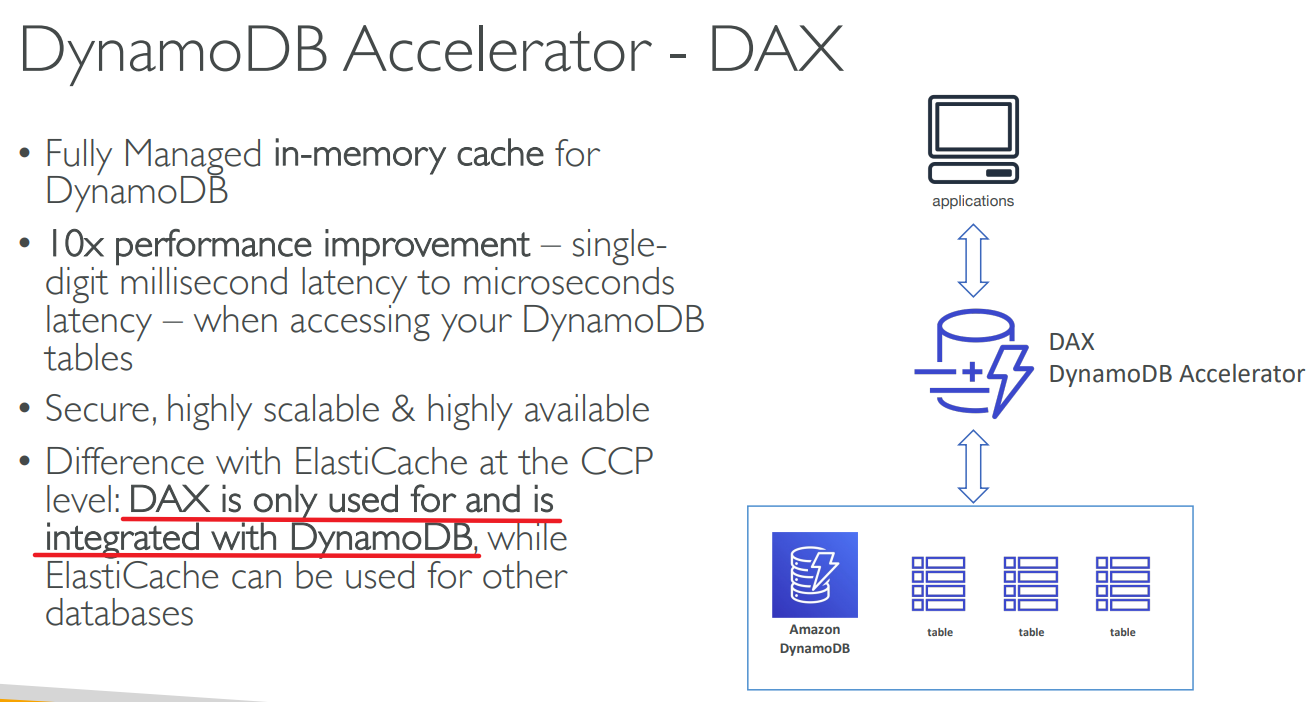 DynamoDB Accelerator - DAX
• Fully Managed in-memory cache for
DynamoDB
• 10x performance improvement – single-
digit millisecond latency to microseconds
latency – when accessing your DynamoDB
tables
• Secure, highly scalable & highly available
• Difference with ElastiCache at the CCP
level: DAX is only used for and is
integrated with DynamoDB, while
ElastiCache can be used for other
databases
applications
DAX
DynamoDB Accelerator
Amazon
DynamoDB
table
table
table